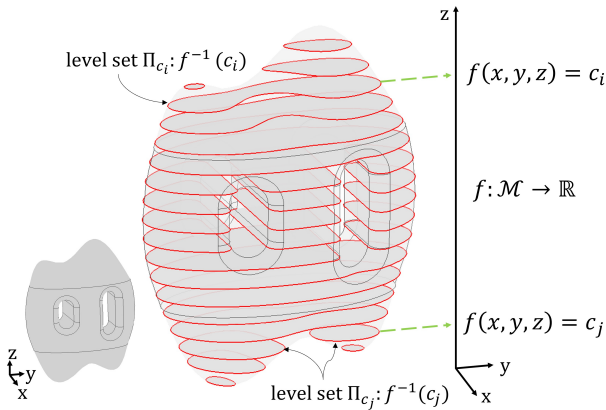 z
level set Π_{c_i}: f^{-1}(c_i)
f(x, y, z) = c_i
f: ℳ → ℝ
f(x, y, z) = c_j
z
y
x
y
x
level set Π_{c_j}: f^{-1}(c_j)